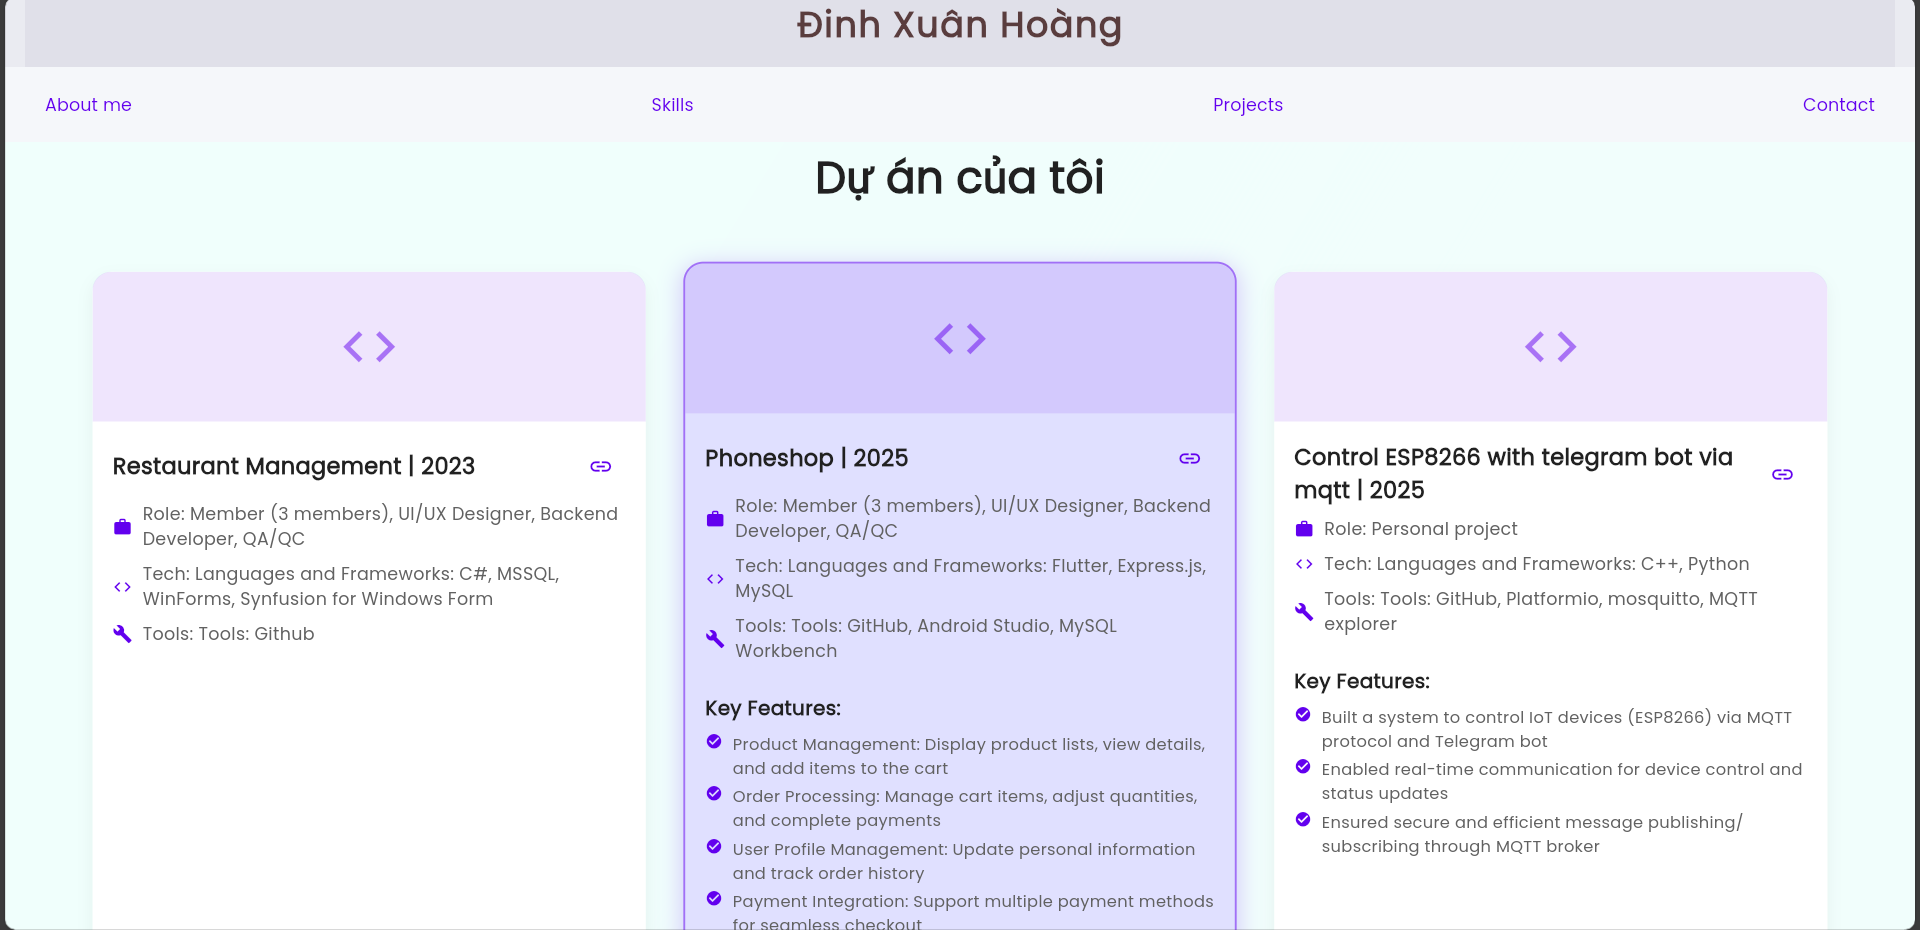 Đinh Xuân Hoàng
About me
Skills
Projects
Contact
Dự án của tôi
Restaurant Management | 2023
Role: Member (3 members), UI/UX Designer, Backend
Developer, QA/QC
Tech: Languages and Frameworks: C#, MSSQL,
WinForms, Synfusion for Windows Form
Tools: Tools: Github
Phoneshop | 2025
Role: Member (3 members), UI/UX Designer, Backend
Developer, QA/QC
Tech: Languages and Frameworks: Flutter, Express.js,
MySQL
Tools: Tools: GitHub, Android Studio, MySQL
Workbench
Key Features:
Product Management: Display product lists, view details,
and add items to the cart
Order Processing: Manage cart items, adjust quantities,
and complete payments
User Profile Management: Update personal information
and track order history
Payment Integration: Support multiple payment methods
for seamless checkout
Control ESP8266 with telegram bot via
mqtt | 2025
Role: Personal project
Tech: Languages and Frameworks: C++, Python
Tools: Tools: GitHub, Platformio, mosquitto, MQTT
explorer
Key Features:
Built a system to control IoT devices (ESP8266) via MQTT
protocol and Telegram bot
Enabled real-time communication for device control and
status updates
Ensured secure and efficient message publishing/
subscribing through MQTT broker